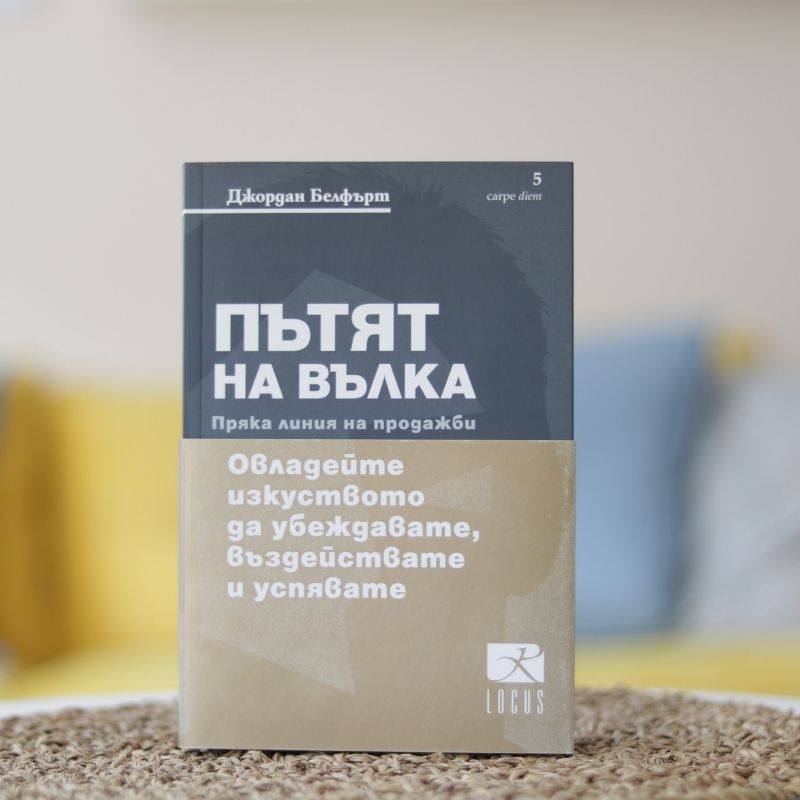 Джордан Белфърт
5
carpe diem
ПЪТЯТ
НА ВЪЛКА
Пряка линия на продажби
Овладейте
изкуството
да убеждавате,
въздействате
и успявате
LOCUS